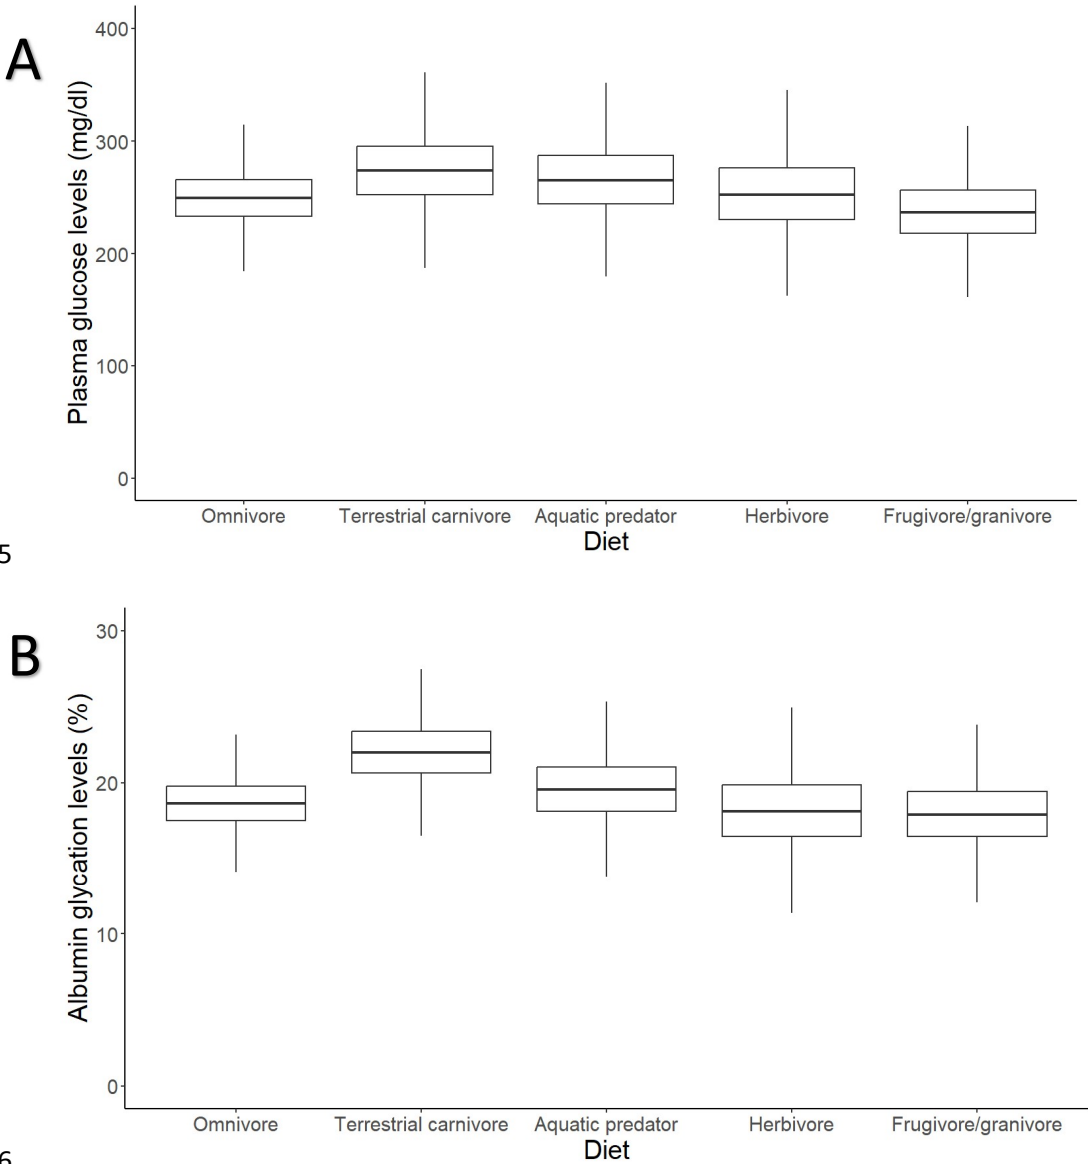 A
Plasma glucose levels (mg/dl)
400
300
200
100
0
Omnivore Terrestrial carnivore Aquatic predator Herbivore Frugivore/granivore
Diet
5
B
Albumin glycation levels (%)
30
20
10
0
Omnivore Terrestrial carnivore Aquatic predator Herbivore Frugivore/granivore
Diet
6